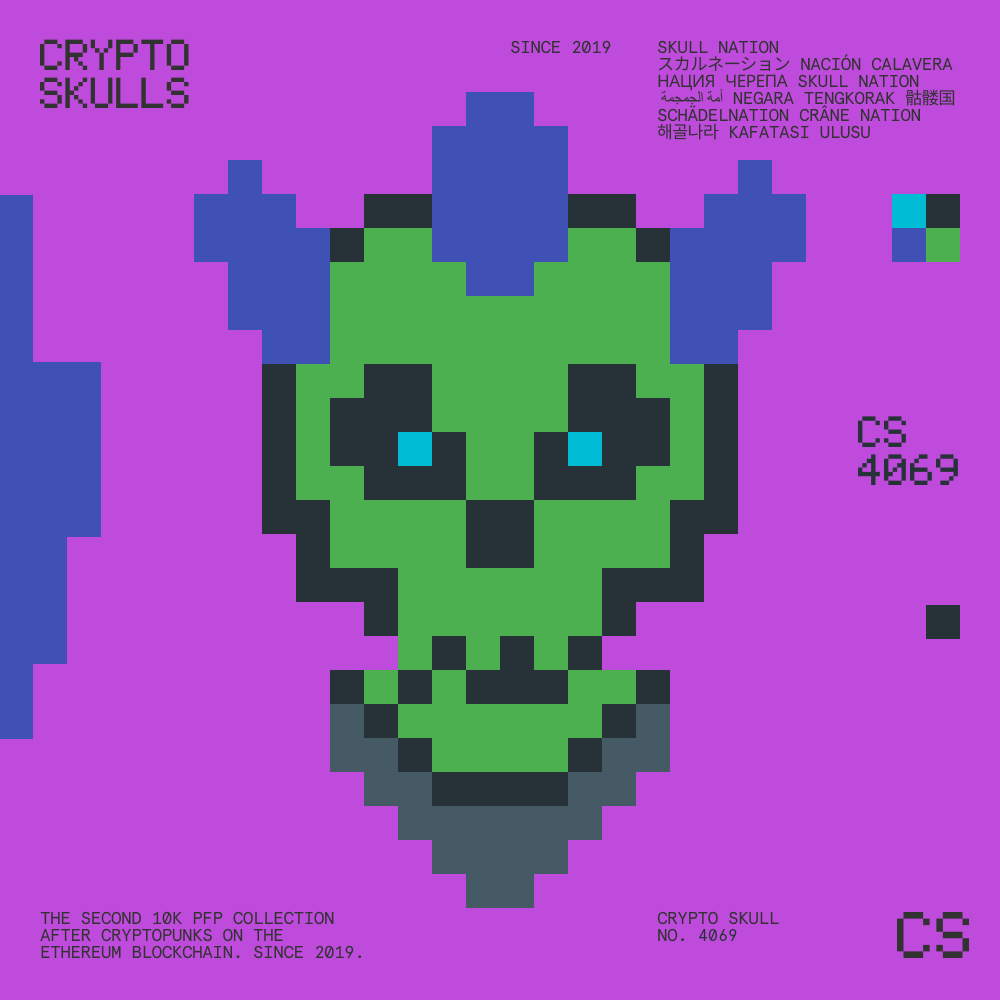 CRYPTO
SKULLS
SINCE 2019
SKULL NATION
スカルネーション NACIÓN CALAVERA
НАЦИЯ ЧЕРЕПА SKULL NATION
أمة الجمجمة NEGARA TENGKORAK 骷髅国
SCHÄDELNATION CRÂNE NATION
해골나라 KAFATASI ULUSU
CS
4069
THE SECOND 10K PFP COLLECTION
AFTER CRYPTOPUNKS ON THE
ETHEREUM BLOCKCHAIN. SINCE 2019.
CRYPTO SKULL
NO. 4069
CS